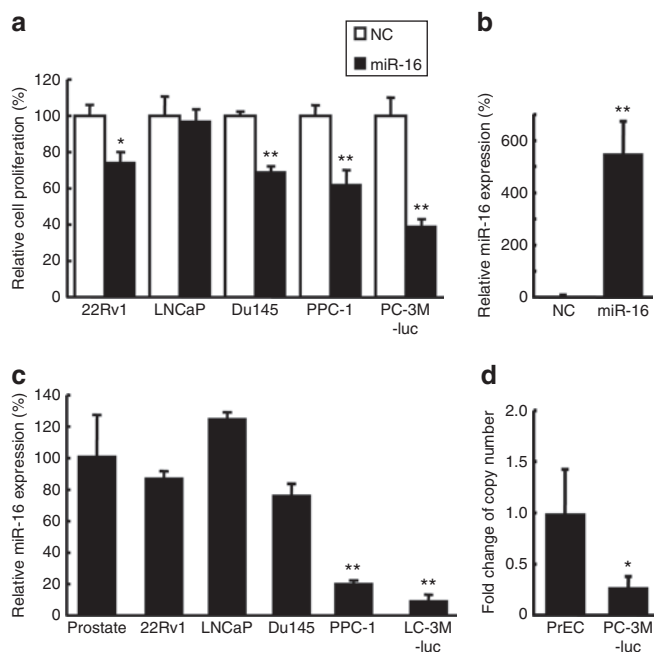 a
NC
miR-16
Relative cell proliferation (%)
120
100
80
60
40
20
0
*
**
**
**
22Rv1
LNCaP
Du145
PPC-1
PC-3M
-luc
b
Relative miR-16 expression (%)
600
400
200
0
**
NC
miR-16
c
Relative miR-16 expression (%)
140
120
100
80
60
40
20
0
**
**
Prostate
22Rv1
LNCaP
Du145
PPC-1
LC-3M
-luc
d
Fold change of copy number
2.0
1.5
1.0
0.5
0
*
PrEC
PC-3M
-luc